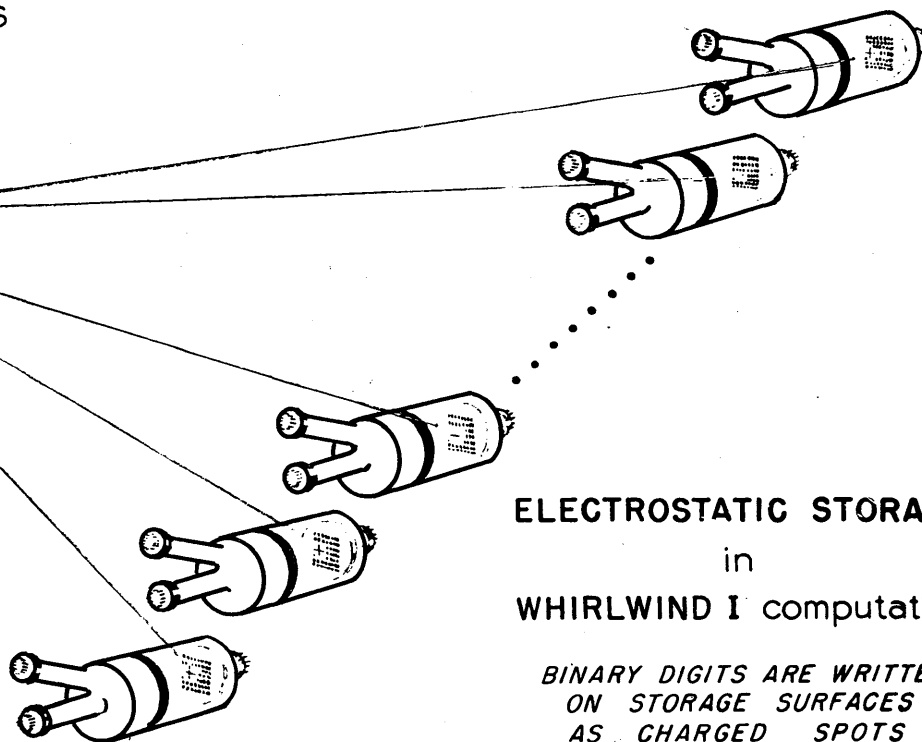 S
ELECTROSTATIC STORA
in
WHIRLWIND I computat
BINARY DIGITS ARE WRITTE
ON STORAGE SURFACES
AS CHARGED SPOTS